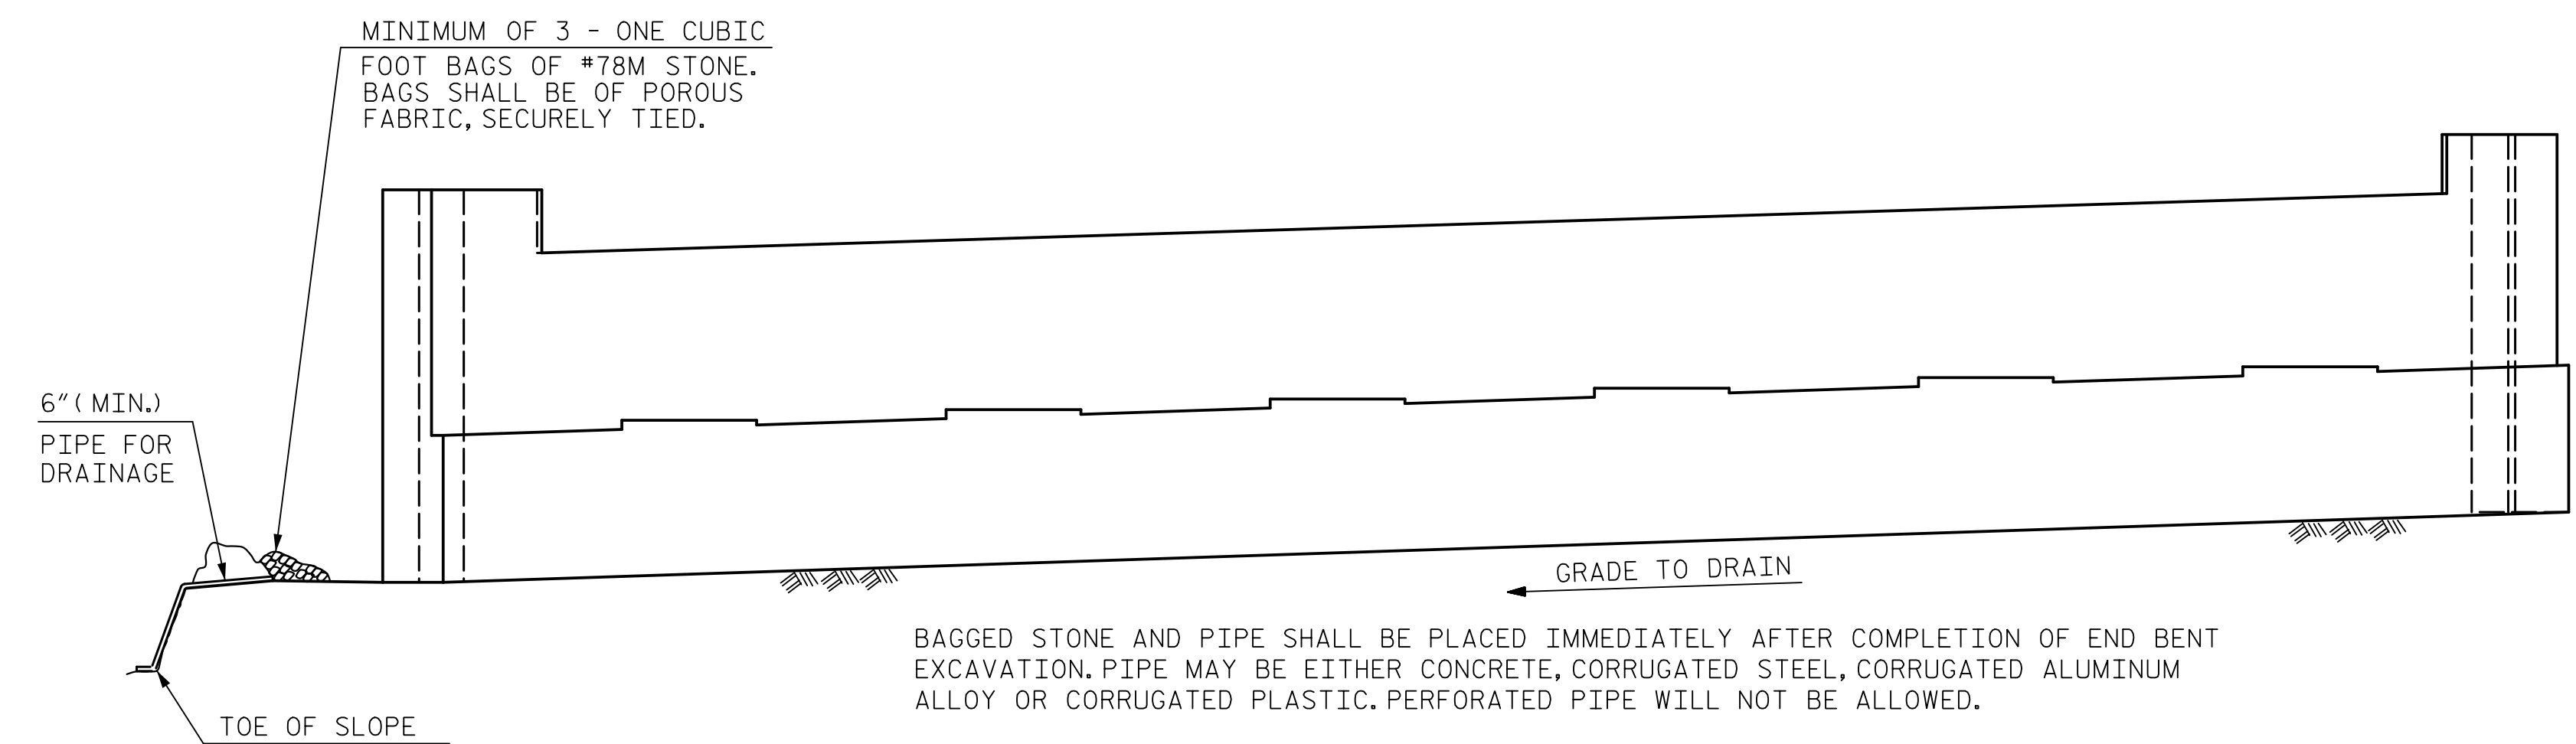 MINIMUM OF 3 - ONE CUBIC
FOOT BAGS OF #78M STONE.
BAGS SHALL BE OF POROUS
FABRIC, SECURELY TIED.
6"(MIN.)
PIPE FOR
DRAINAGE
GRADE TO DRAIN
BAGGED STONE AND PIPE SHALL BE PLACED IMMEDIATELY AFTER COMPLETION OF END BENT
EXCAVATION. PIPE MAY BE EITHER CONCRETE, CORRUGATED STEEL, CORRUGATED ALUMINUM
ALLOY OR CORRUGATED PLASTIC. PERFORATED PIPE WILL NOT BE ALLOWED.
TOE OF SLOPE